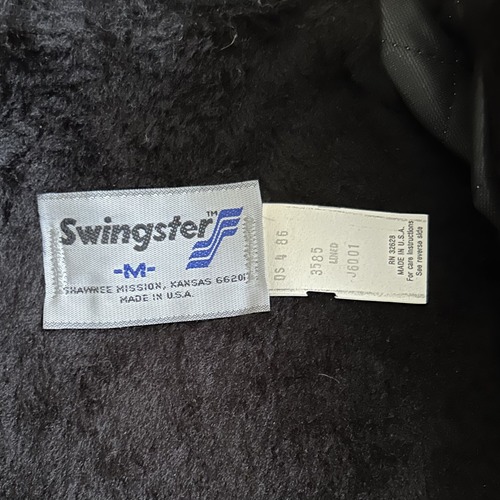 Swingster™
-M-
SHAWNEE MISSION, KANSAS 66201
MADE IN U.S.A.
DS 4 86
3585
LINED
J6001
RN 32628
MADE IN U.S.A.
For care Instructions
See reverse side